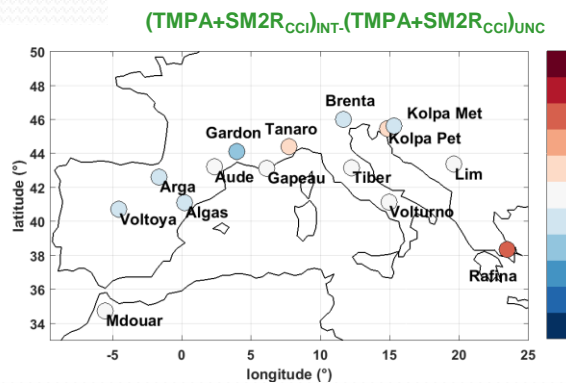 (TMPA+SM2RCCI)INT-(TMPA+SM2RCCI)UNC
50
48
46
44
42
40
38
36
34
latitude (°)
Brenta
Kolpa Met
Gardon Tanaro
Kolpa Pet
Arga
Aude
Gapeau
Tiber
Lim
Voltoya
Algas
Volturno
Rafina
Mdouar
-5 0 5 10 15 20 25
longitude (°)